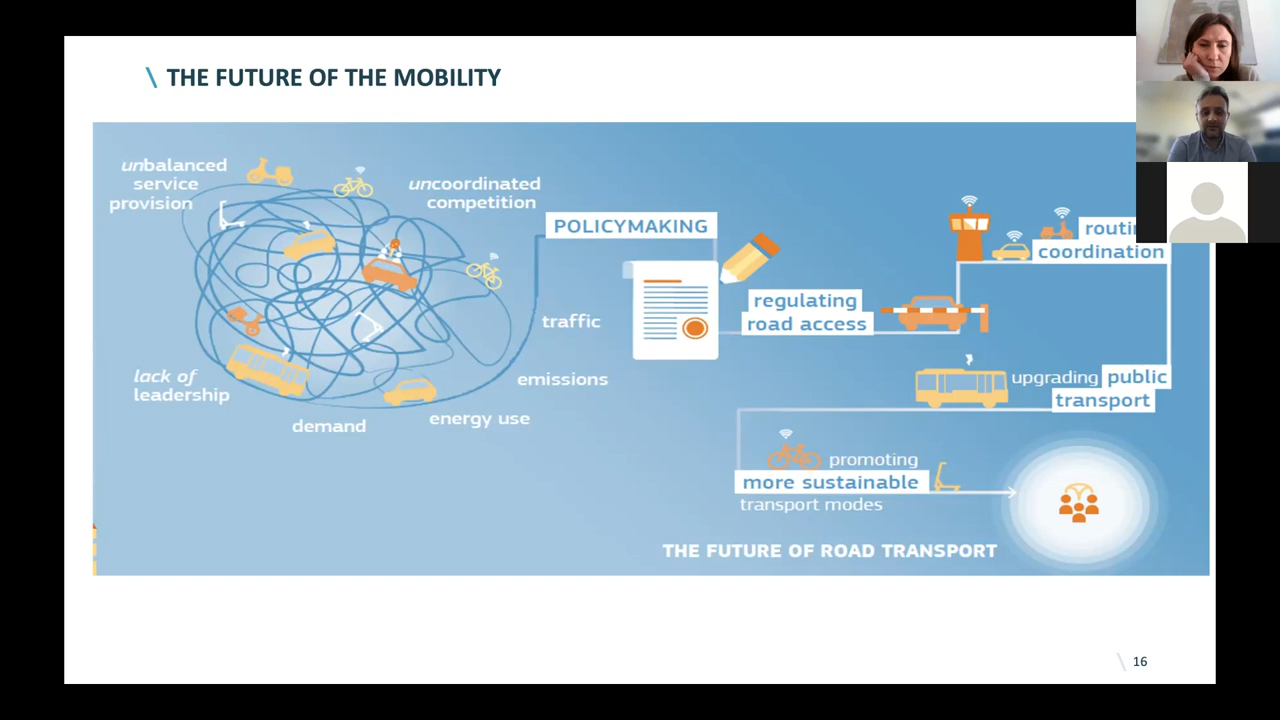 \ THE FUTURE OF THE MOBILITY
unbalanced
service
provision
uncoordinated
competition
lack of
leadership
demand
energy use
emissions
traffic
POLICYMAKING
regulating
road access
coordination
upgrading public
transport
promoting
more sustainable
transport modes
THE FUTURE OF ROAD TRANSPORT
\ 16